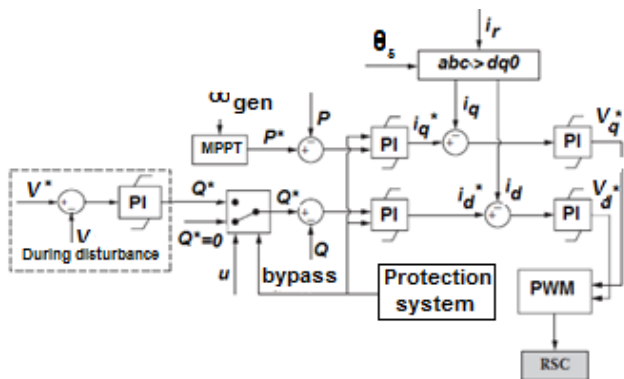 i_r
θ_s
abc->dq0
ω gen
P
i_q
V_q*
MPPT
P*
PI
i_q*
PI
V*
PI
Q*
Q*
i_d*
i_d
V_d*
PI
PI
V
During disturbance
Q*=0
Q
u
bypass
Protection
system
PWM
RSC